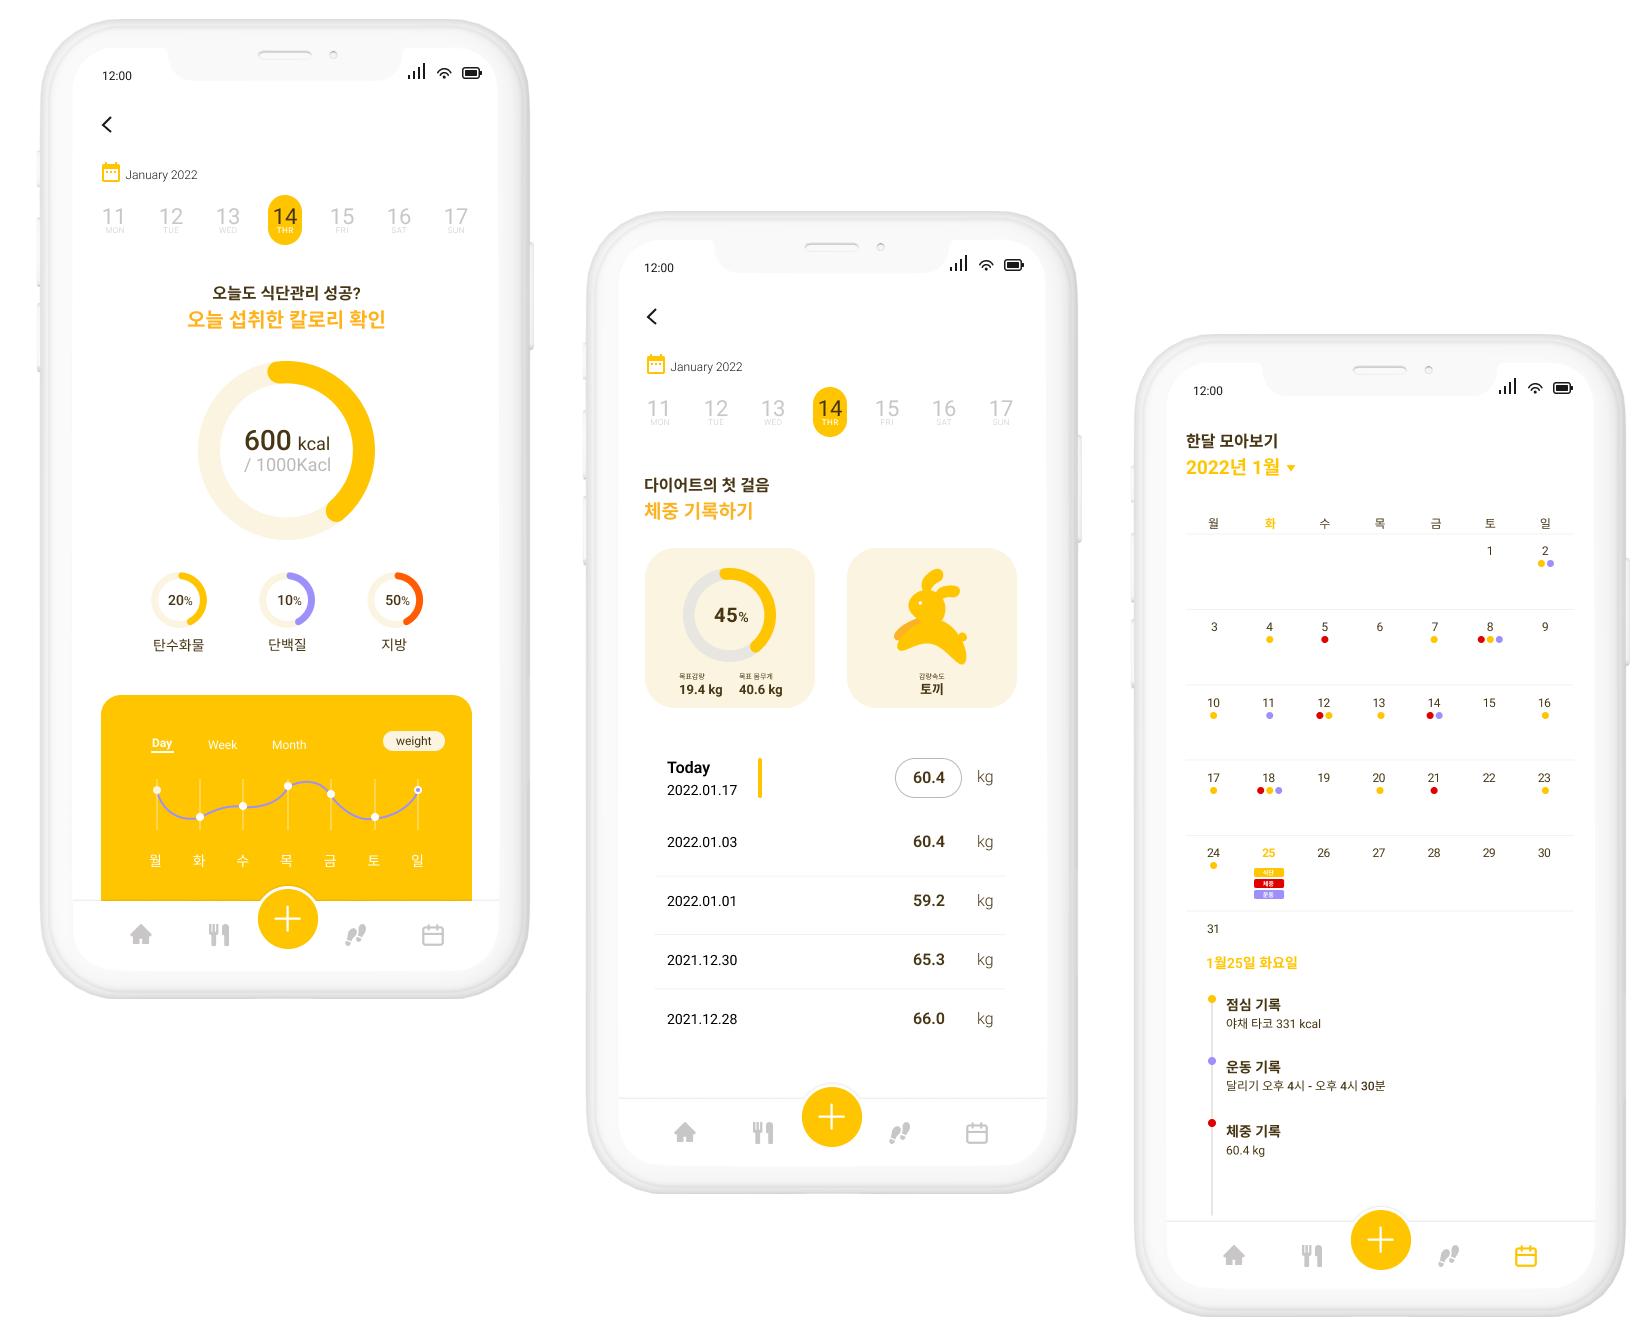 12:00
January 2022
11 12 13 14 15 16 17
MON TUE WED THR FRI SAT SUN
오늘도 식단관리 성공?
오늘 섭취한 칼로리 확인
600 kcal
/ 1000Kacl
20% 10% 50%
탄수화물 단백질 지방
Day Week Month weight
월 화 수 목 금 토 일
12:00
January 2022
11 12 13 14 15 16 17
MON TUE WED THR FRI SAT SUN
다이어트의 첫 걸음
체중 기록하기
45%
목표감량 목표 몸무게
19.4 kg 40.6 kg
감량속도
토끼
Today
2022.01.17 60.4 kg
2022.01.03 60.4 kg
2022.01.01 59.2 kg
2021.12.30 65.3 kg
2021.12.28 66.0 kg
12:00
한달 모아보기
2022년 1월
월 화 수 목 금 토 일
1 2
3 4 5 6 7 8 9
10 11 12 13 14 15 16
17 18 19 20 21 22 23
24 25 26 27 28 29 30
식단
체중
운동
31
1월25일 화요일
점심 기록
야채 타코 331 kcal
운동 기록
달리기 오후 4시 - 오후 4시 30분
체중 기록
60.4 kg